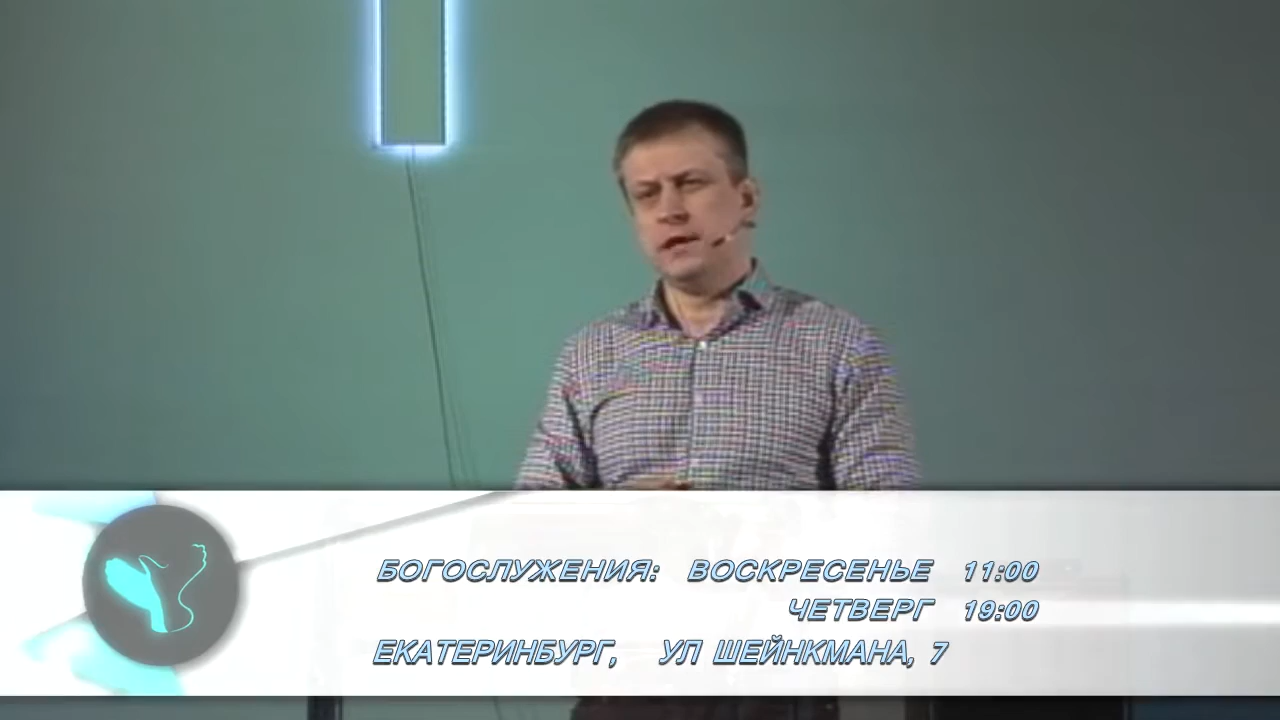 БОГОСЛУЖЕНИЯ: ВОСКРЕСЕНЬЕ 11:00
ЧЕТВЕРГ 19:00
ЕКАТЕРИНБУРГ, УЛ ШЕЙНКМАНА, 7